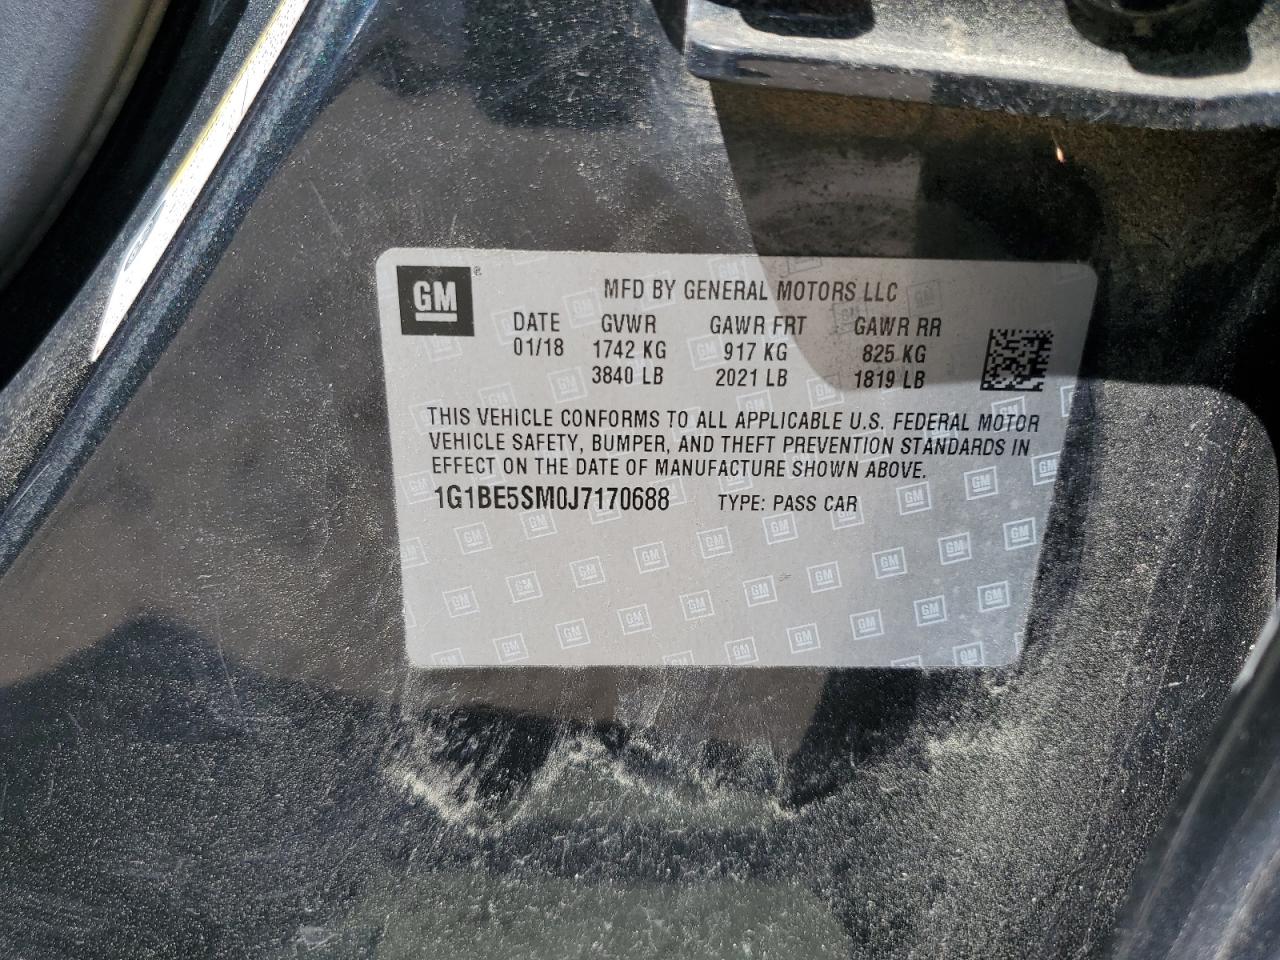 GM ®
MFD BY GENERAL MOTORS LLC
DATE GVWR GAWR FRT GAWR RR
01/18 1742 KG 917 KG 825 KG
3840 LB 2021 LB 1819 LB
THIS VEHICLE CONFORMS TO ALL APPLICABLE U.S. FEDERAL MOTOR
VEHICLE SAFETY, BUMPER, AND THEFT PREVENTION STANDARDS IN
EFFECT ON THE DATE OF MANUFACTURE SHOWN ABOVE.
1G1BE5SM0J7170688 TYPE: PASS CAR